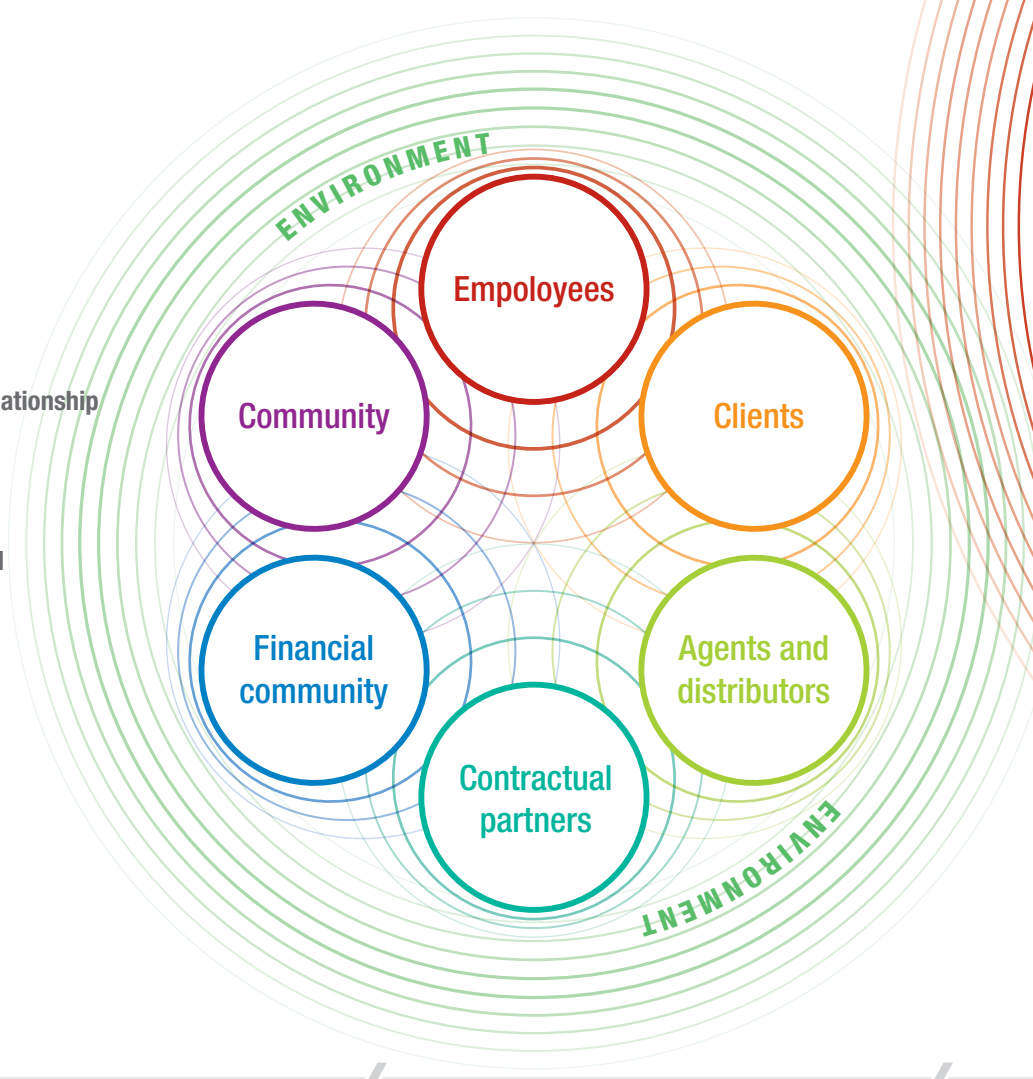 ENVIRONMENT
Empoloyees
ationship
Community
Clients
Financial
community
Agents and
distributors
Contractual
partners
ENVIRONMENT